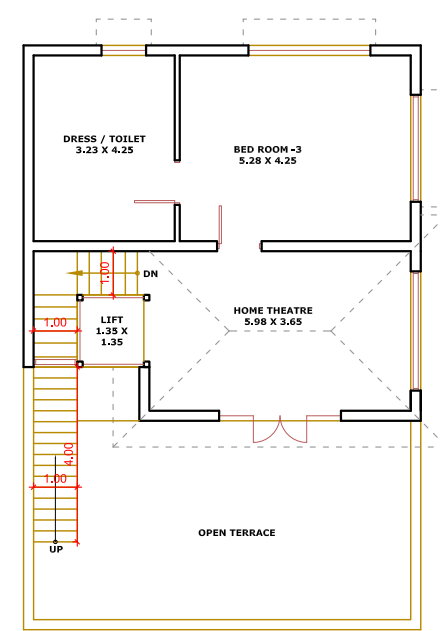 DRESS / TOILET
3.23 X 4.25
BED ROOM -3
5.28 X 4.25
1.00
DN
HOME THEATRE
5.98 X 3.65
LIFT
1.35 X
1.35
1.00
4.00
1.00
OPEN TERRACE
UP